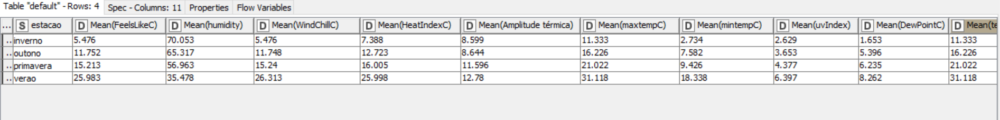 Table "default" - Rows: 4 Spec - Columns: 11 Properties Flow Variables
... S estacao D Mean(FeelsLikeC) D Mean(humidity) D Mean(WindChillC) D Mean(HeatIndexC) D Mean(Amplitude térmica) D Mean(maxtempC) D Mean(mintempC) D Mean(uvIndex) D Mean(DewPointC) D Mean(te
.. inverno 5.476 70.053 5.476 7.388 8.599 11.333 2.734 2.629 1.653 11.333
.. outono 11.752 65.317 11.748 12.723 8.644 16.226 7.582 3.653 5.396 16.226
.. primavera 15.213 56.963 15.24 16.005 11.596 21.022 9.426 4.377 6.235 21.022
.. verao 25.983 35.478 26.313 25.998 12.78 31.118 18.338 6.397 8.262 31.118